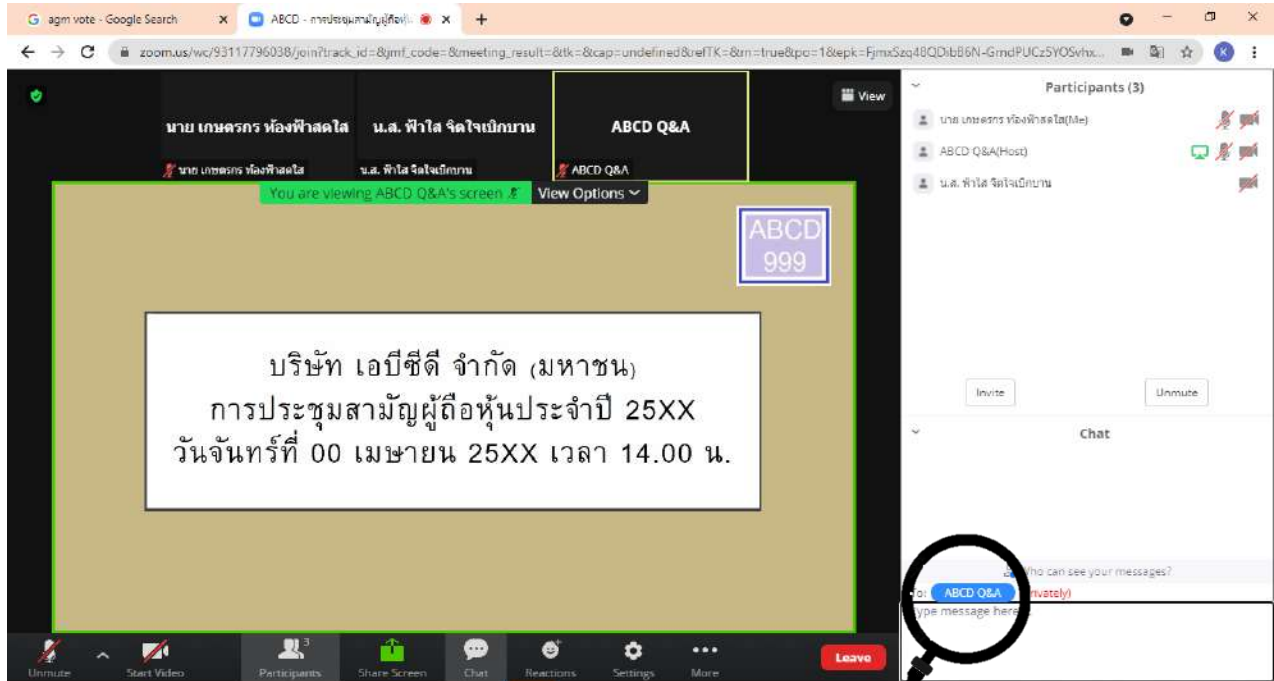 agm vote - Google Search
ABCD - การประชุมสามัญผู้ถือหุ้
zoom.us/wc/93117796038/join?track_id=&jmf_code=&meeting_result=&tk=&cap=undefined&refTK=&rn=true&tpo=1&epk=
K
View
นาย เกษตรกร ท้องฟ้าสดใส
น.ส. ฟ้าใส จิตใจเบิกบาน
ABCD Q&A
นาย เกษตรกร ท้องฟ้าสดใส
น.ส. ฟ้าใส จิตใจเบิกบาน
ABCD Q&A
You are viewing ABCD Q&A's screen
View Options
ABCD
999
บริษัท เอบีซีดี จำกัด (มหาชน)
การประชุมสามัญผู้ถือหุ้นประจำปี 25XX
วันจันทร์ที่ 00 เมษายน 25XX เวลา 14.00 น.
Participants (3)
นาย เกษตรกร ท้องฟ้าสดใส(Me)
ABCD Q&A(Host)
น.ส. ฟ้าใส จิตใจเบิกบาน
Invite
Unmute
Chat
Who can see your messages?
To: ABCD Q&A
Type message here
Unmute
Start Video
Participants
3
Share Screen
Chat
Reactions
Settings
More
Leave